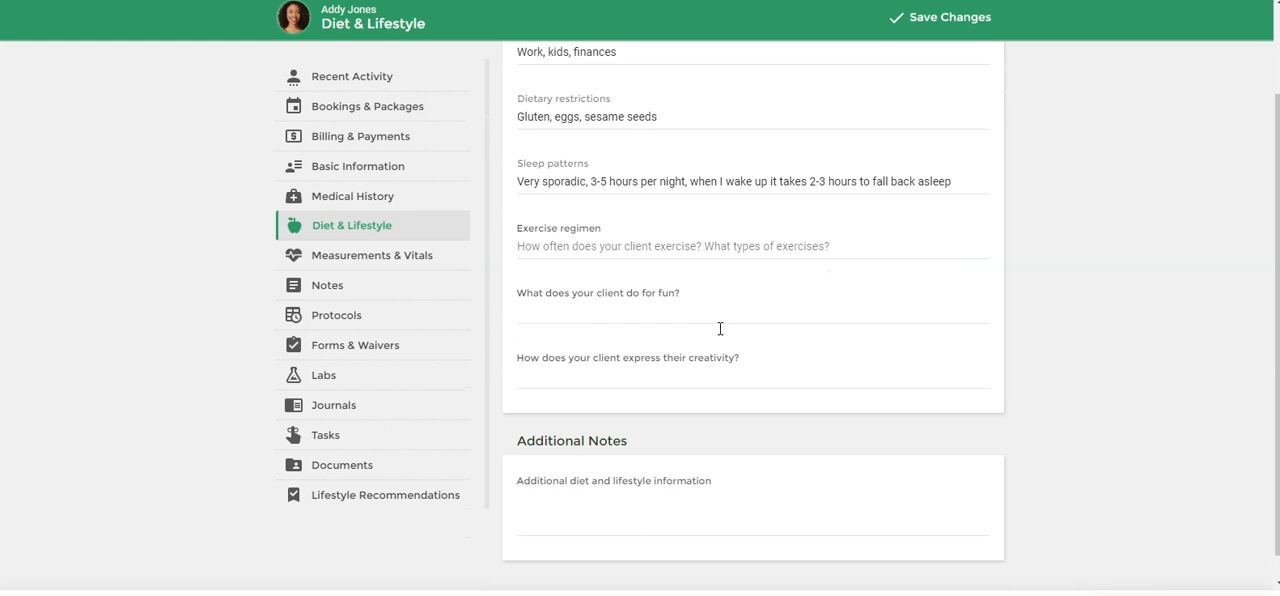 Addy Jones
Diet & Lifestyle
Save Changes
Recent Activity
Bookings & Packages
Billing & Payments
Basic Information
Medical History
Diet & Lifestyle
Measurements & Vitals
Notes
Protocols
Forms & Waivers
Labs
Journals
Tasks
Documents
Lifestyle Recommendations
Work, kids, finances
Dietary restrictions
Gluten, eggs, sesame seeds
Sleep patterns
Very sporadic, 3-5 hours per night, when I wake up it takes 2-3 hours to fall back asleep
Exercise regimen
How often does your client exercise? What types of exercises?
What does your client do for fun?
How does your client express their creativity?
Additional Notes
Additional diet and lifestyle information